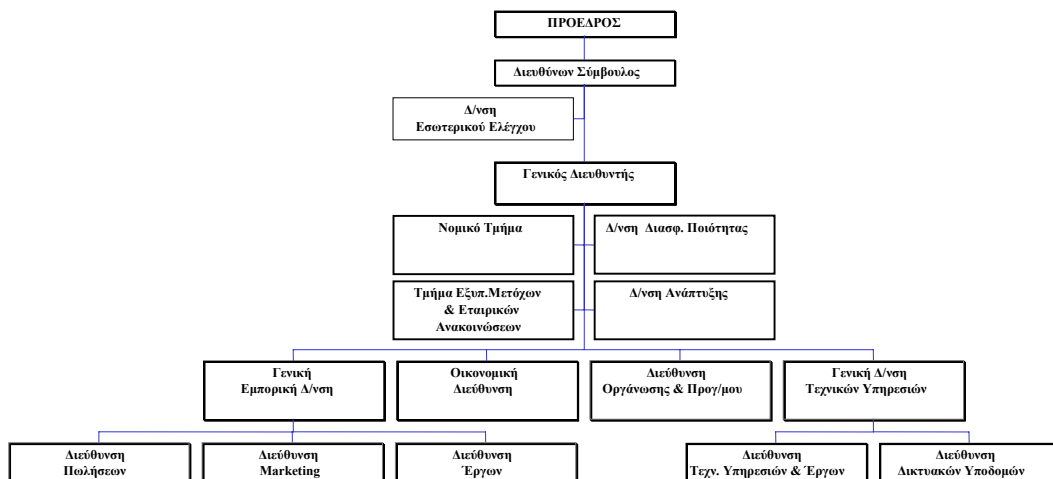 ΠΡΟΕΔΡΟΣ
Διευθύνων Σύμβουλος
Δ/νση
Εσωτερικού Ελέγχου
Γενικός Διευθυντής
Νομικό Τμήμα
Δ/νση Διασφ. Ποιότητας
Τμήμα Εξυπ.Μετόχων
& Εταιρικών
Ανακοινώσεων
Δ/νση Ανάπτυξης
Γενική
Εμπορική Δ/νση
Οικονομική
Διεύθυνση
Διεύθυνση
Οργάνωσης & Προγ/μου
Γενική Δ/νση
Τεχνικών Υπηρεσιών
Διεύθυνση
Πωλήσεων
Διεύθυνση
Marketing
Διεύθυνση
Έργων
Διεύθυνση
Τεχν. Υπηρεσιών & Έργων
Διεύθυνση
Δικτυακών Υποδομών